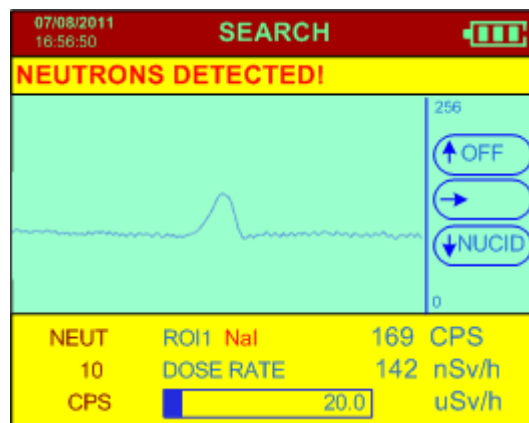 07/08/2011
16:56:50
SEARCH
NEUTRONS DETECTED!
256
OFF
NUCID
0
NEUT ROI1 NaI 169 CPS
10 DOSE RATE 142 nSv/h
CPS 20.0 uSv/h